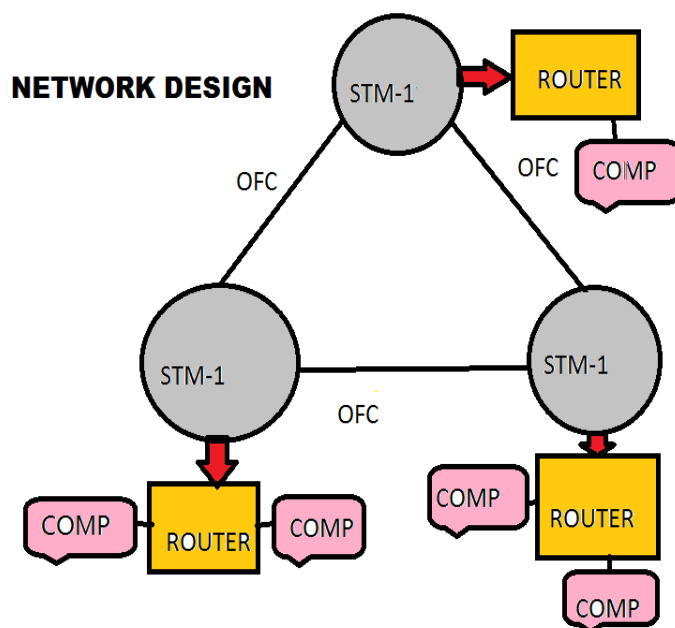 NETWORK DESIGN
STM-1
ROUTER
COMP
OFC
OFC
STM-1
STM-1
OFC
COMP
ROUTER
COMP
COMP
ROUTER
COMP